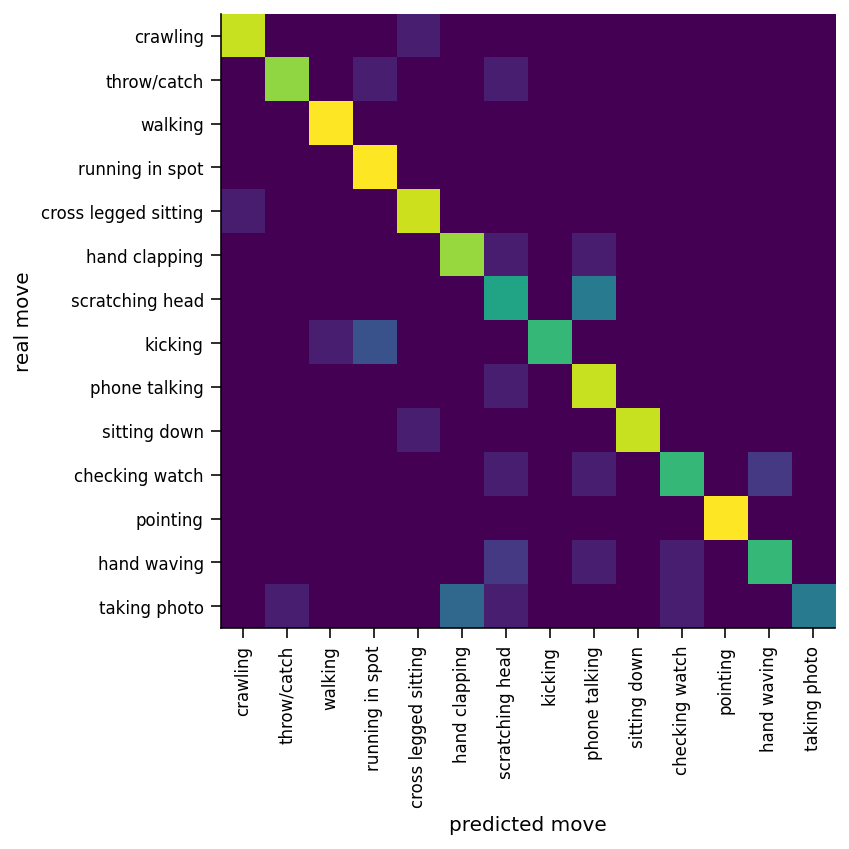 crawling
throw/catch
walking
running in spot
cross legged sitting
hand clapping
scratching head
kicking
phone talking
sitting down
checking watch
pointing
hand waving
taking photo
real move
crawling
throw/catch
walking
running in spot
cross legged sitting
hand clapping
scratching head
kicking
phone talking
sitting down
checking watch
pointing
hand waving
taking photo
predicted move